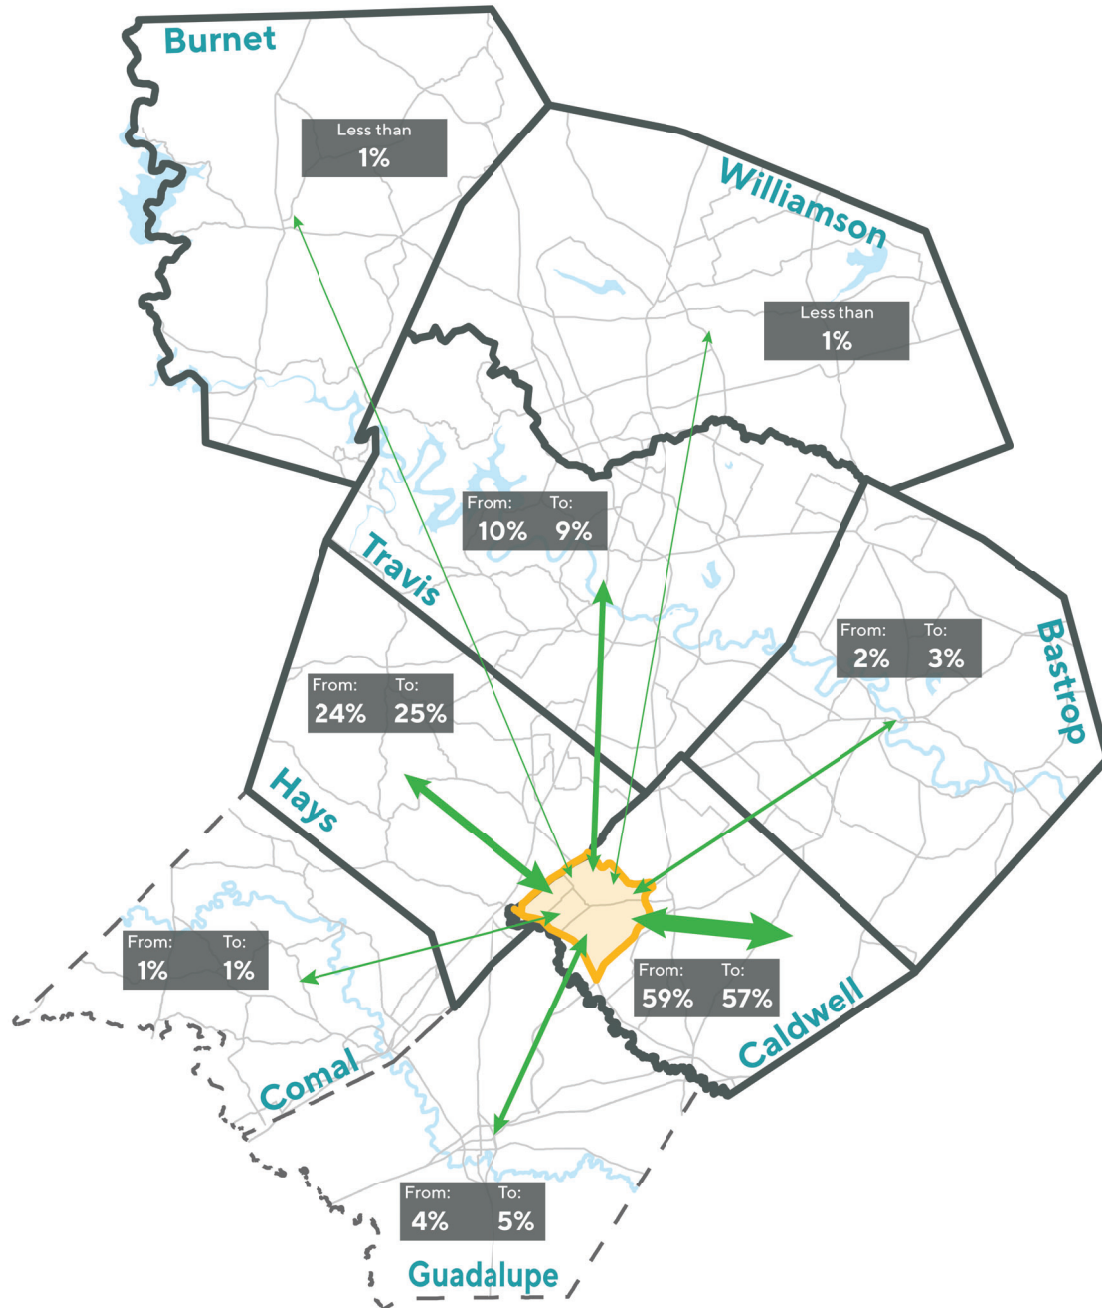 Burnet
Less than
1%
Williamson
Less than
1%
From: To:
10% 9%
Travis
From: To:
2% 3%
Bastrop
From: To:
24% 25%
Hays
From: To:
1% 1%
From: To:
59% 57%
Caldwell
Comal
From: To:
4% 5%
Guadalupe